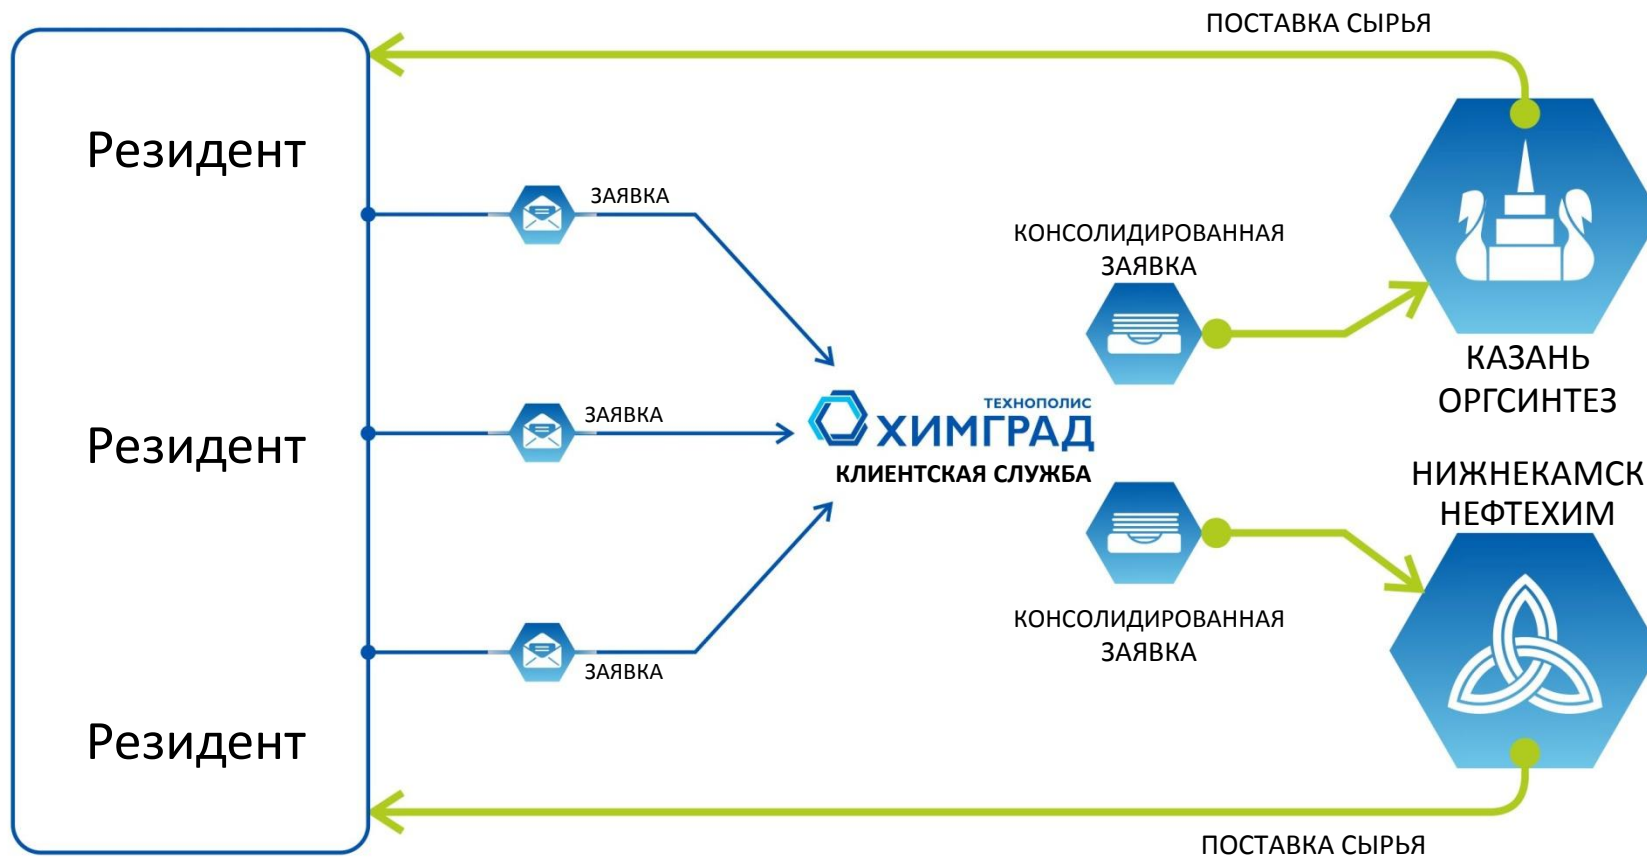 ПОСТАВКА СЫРЬЯ
Резидент
ЗАЯВКА
КОНСОЛИДИРОВАННАЯ
ЗАЯВКА
КАЗАНЬ
ОРГСИНТЕЗ
Резидент
ЗАЯВКА
ТЕХНОПОЛИС
ХИМГРАД
КЛИЕНТСКАЯ СЛУЖБА
НИЖНЕКАМСК
НЕФТЕХИМ
КОНСОЛИДИРОВАННАЯ
ЗАЯВКА
ЗАЯВКА
Резидент
ПОСТАВКА СЫРЬЯ